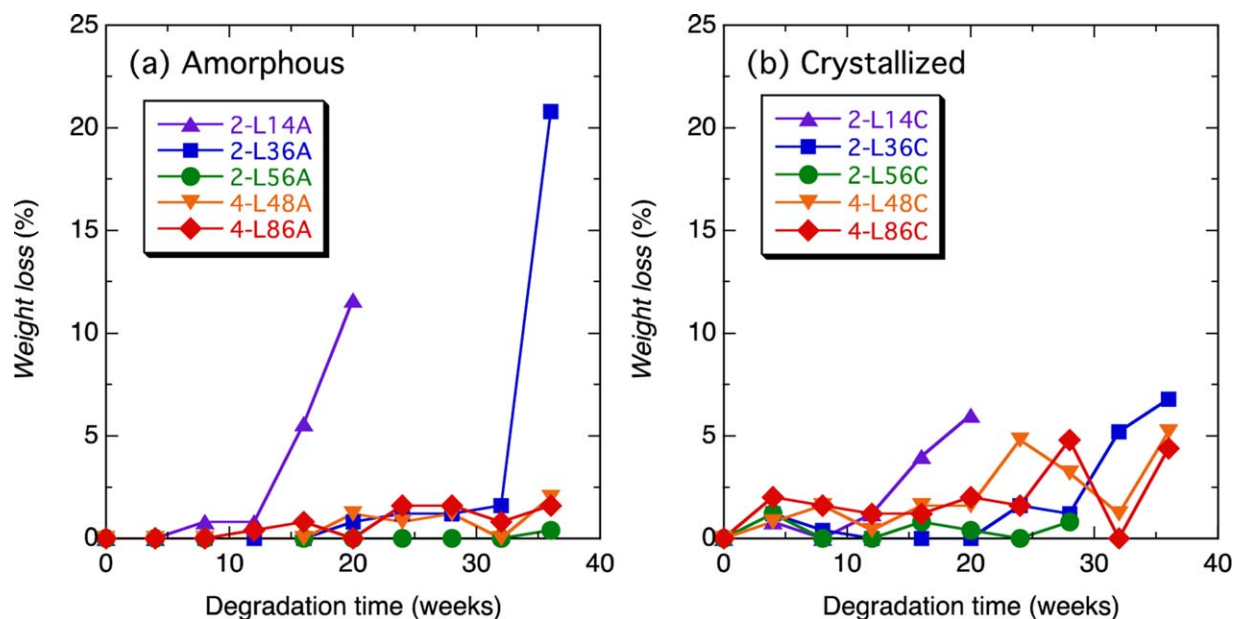 (a) Amorphous
2-L14A
2-L36A
2-L56A
4-L48A
4-L86A
Weight loss (%)
25
20
15
10
5
0
0 10 20 30 40
Degradation time (weeks)
(b) Crystallized
2-L14C
2-L36C
2-L56C
4-L48C
4-L86C
Weight loss (%)
25
20
15
10
5
0
0 10 20 30 40
Degradation time (weeks)